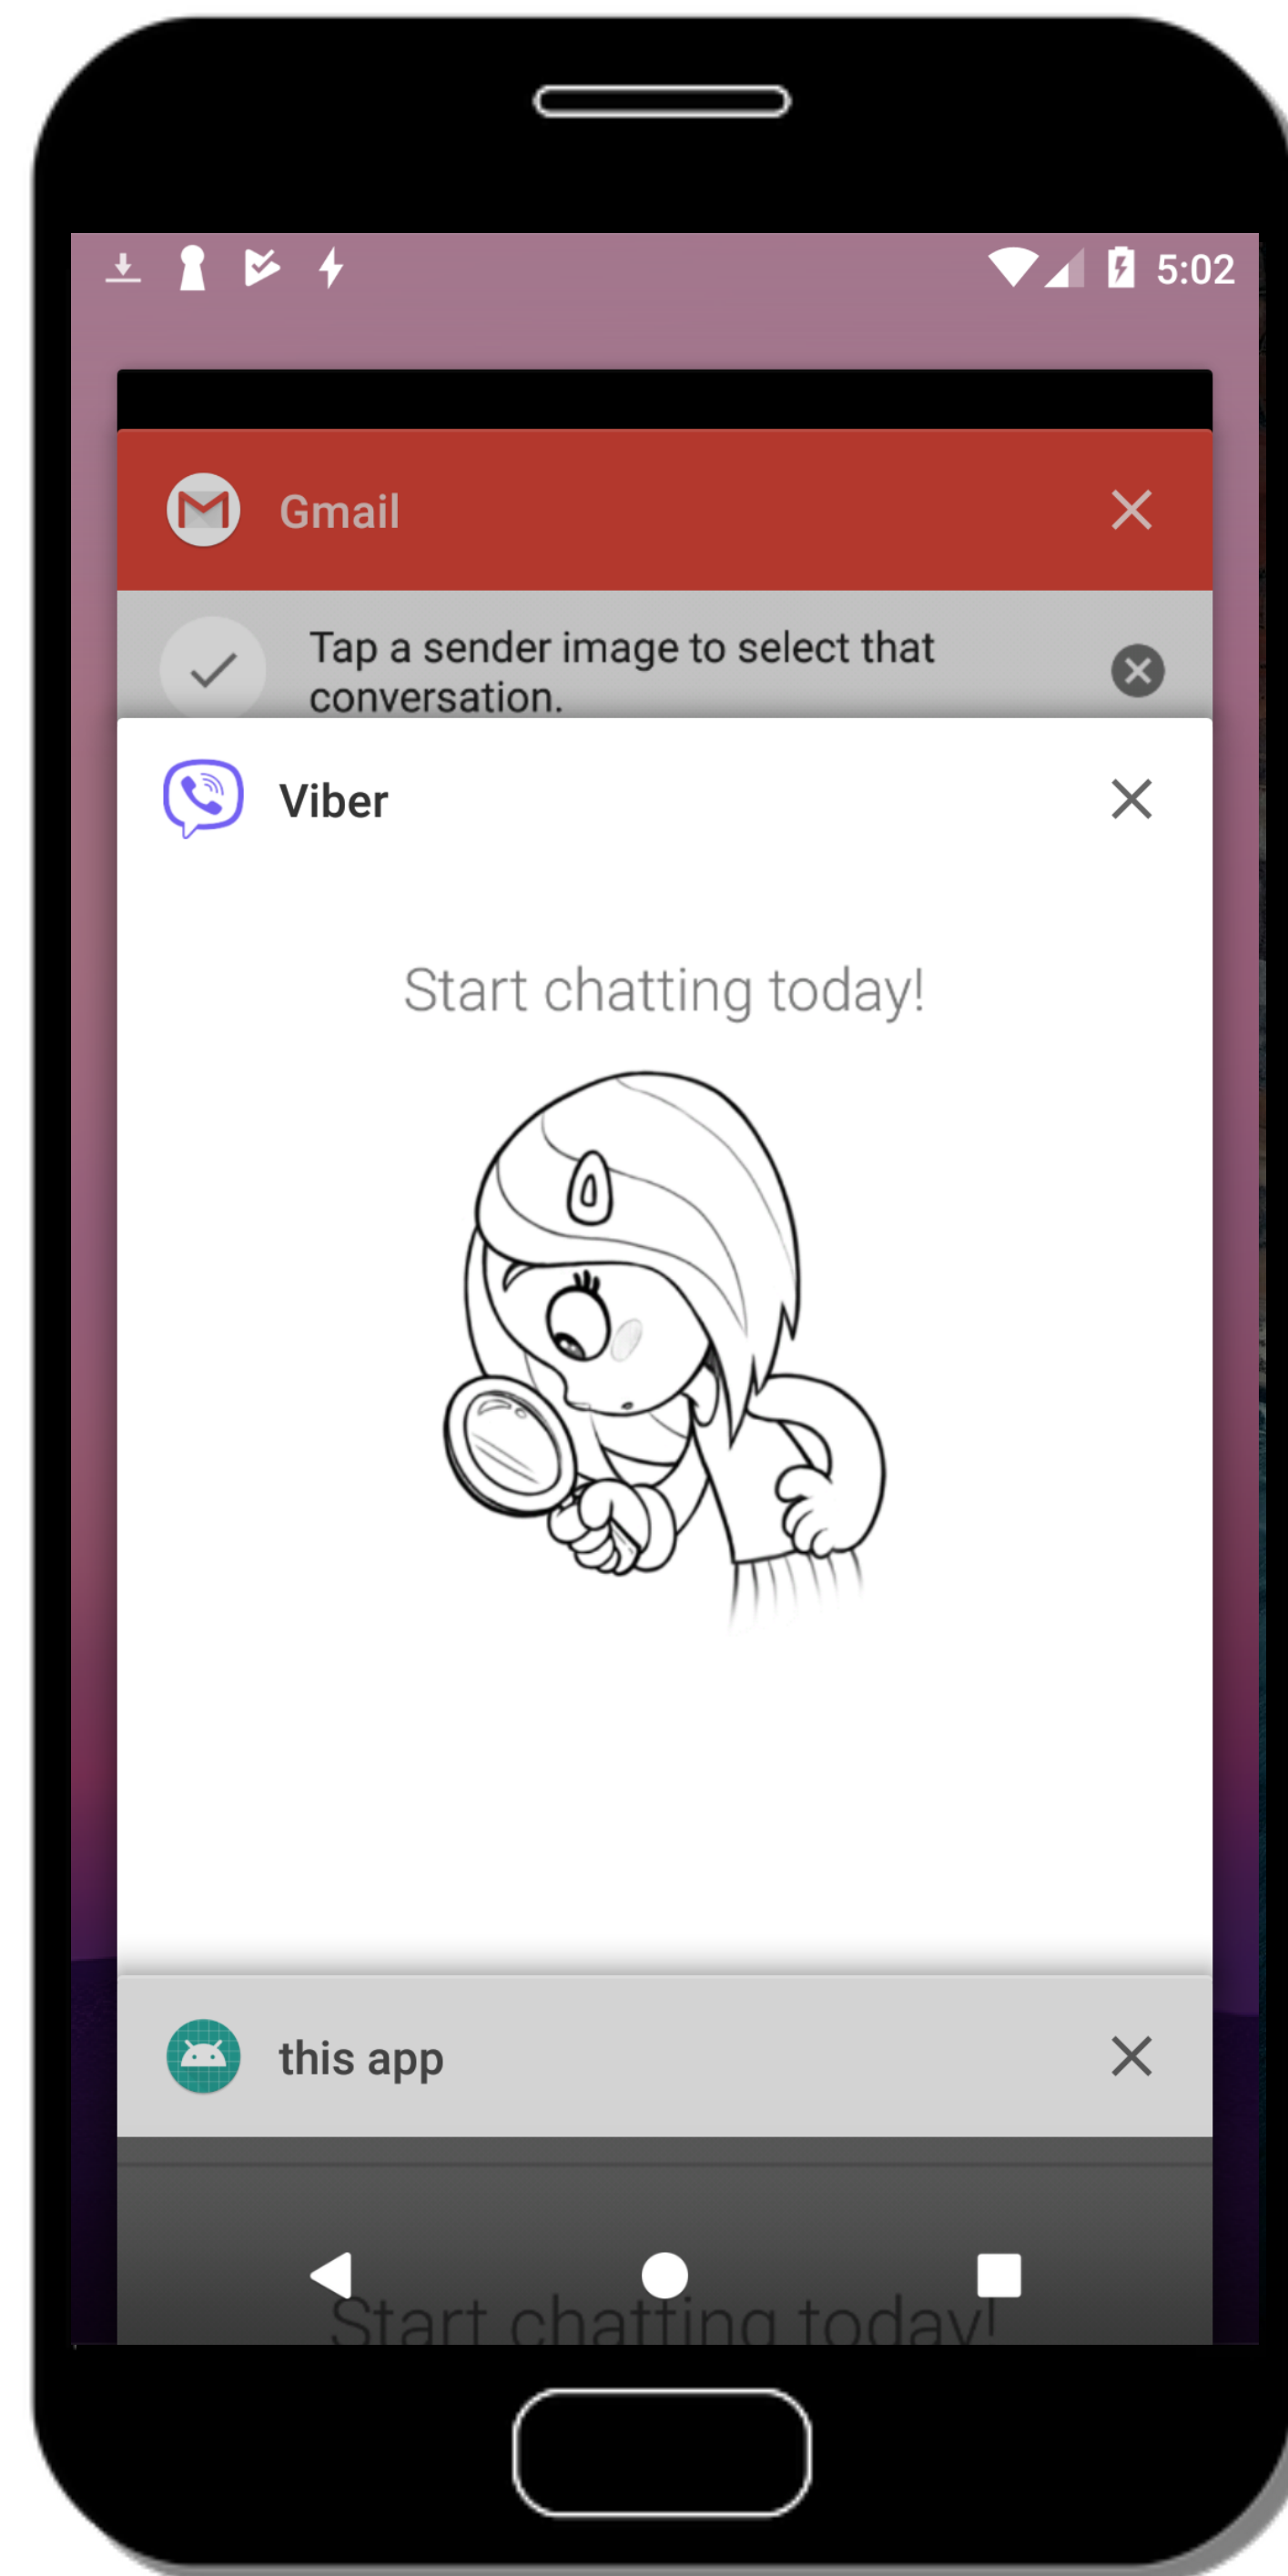 5:02
Gmail
Tap a sender image to select that
conversation.
Viber
Start chatting today!
this app
Start chatting today!